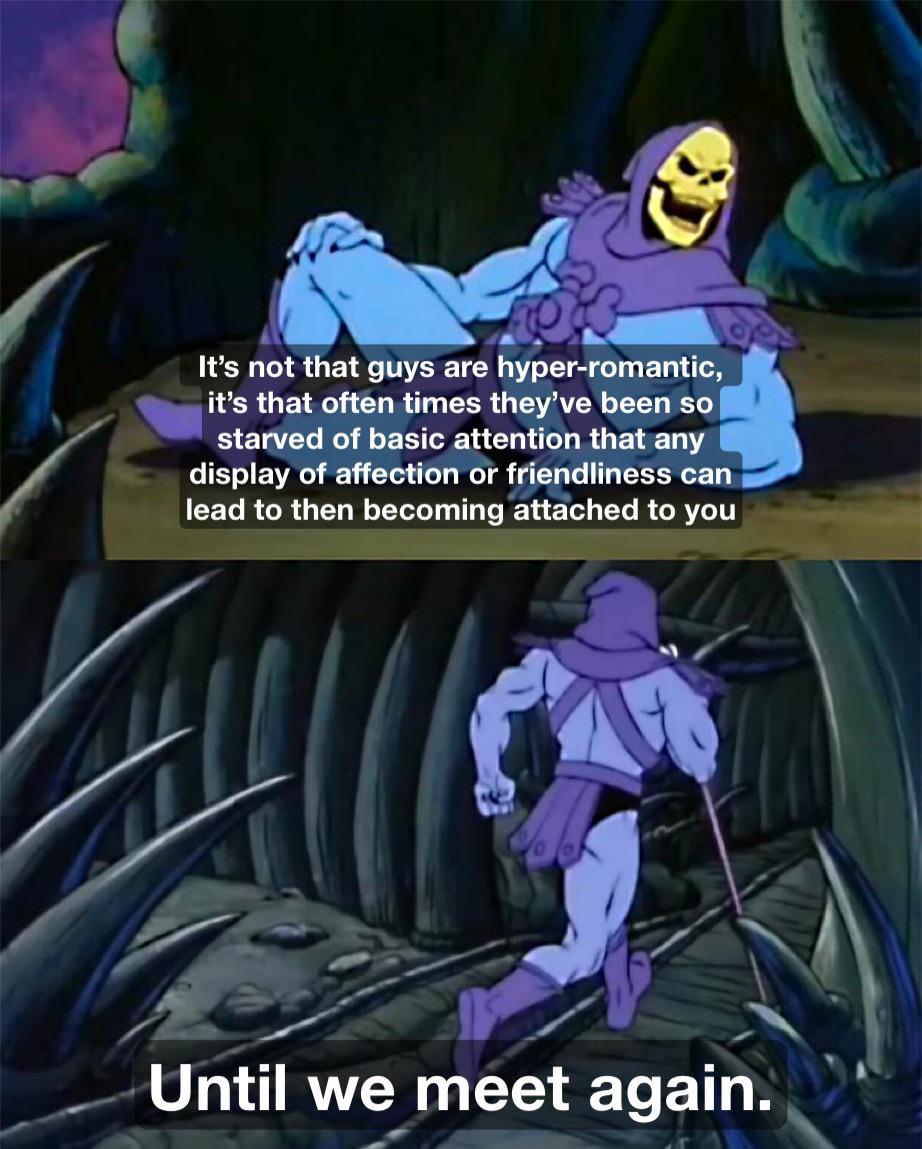 It’s not that guys are hyper-romantic,
it’s that often times they’ve been so
starved of basic attention that any
display of affection or friendliness can
lead to then becoming attached to you
Until we meet again.